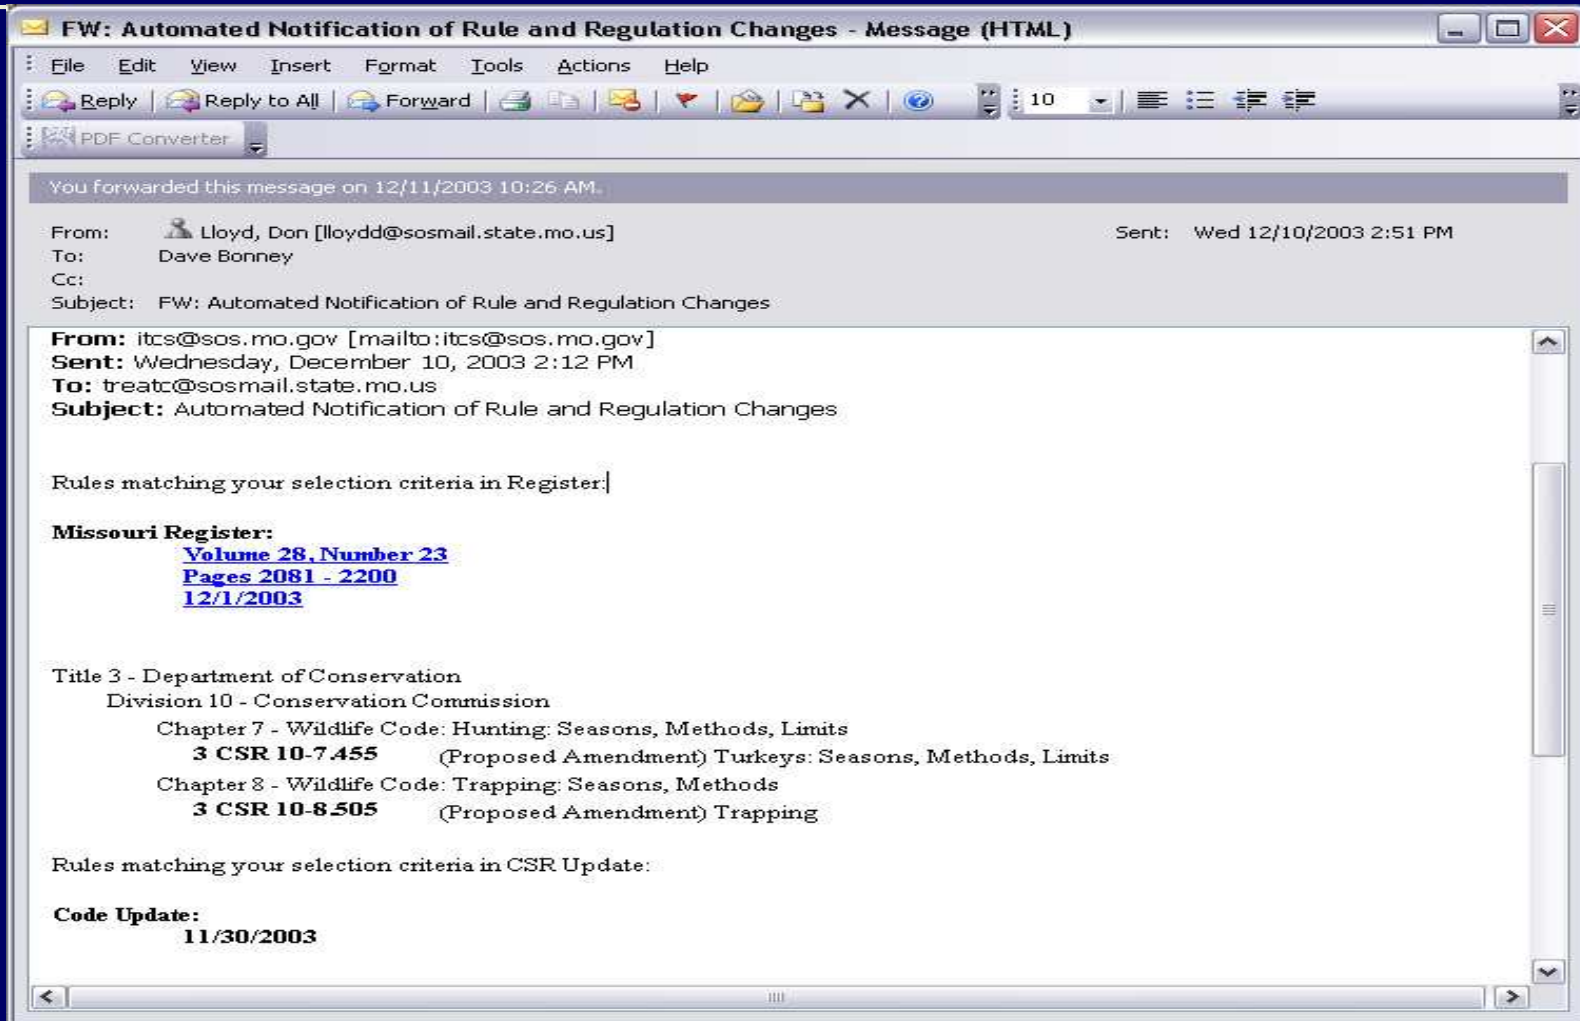 FW: Automated Notification of Rule and Regulation Changes - Message (HTML)
File Edit View Insert Format Tools Actions Help
Reply Reply to All Forward 10
PDF Converter
You forwarded this message on 12/11/2003 10:26 AM.
From: Lloyd, Don [lloydd@sosmail.state.mo.us] Sent: Wed 12/10/2003 2:51 PM
To: Dave Bonney
Cc:
Subject: FW: Automated Notification of Rule and Regulation Changes
From: itcs@sos.mo.gov [mailto:itcs@sos.mo.gov]
Sent: Wednesday, December 10, 2003 2:12 PM
To: treatc@sosmail.state.mo.us
Subject: Automated Notification of Rule and Regulation Changes
Rules matching your selection criteria in Register:
Missouri Register:
Volume 28, Number 23
Pages 2081 - 2200
12/1/2003
Title 3 - Department of Conservation
Division 10 - Conservation Commission
Chapter 7 - Wildlife Code: Hunting: Seasons, Methods, Limits
3 CSR 10-7.455 (Proposed Amendment) Turkeys: Seasons, Methods, Limits
Chapter 8 - Wildlife Code: Trapping: Seasons, Methods
3 CSR 10-8.505 (Proposed Amendment) Trapping
Rules matching your selection criteria in CSR Update:
Code Update:
11/30/2003